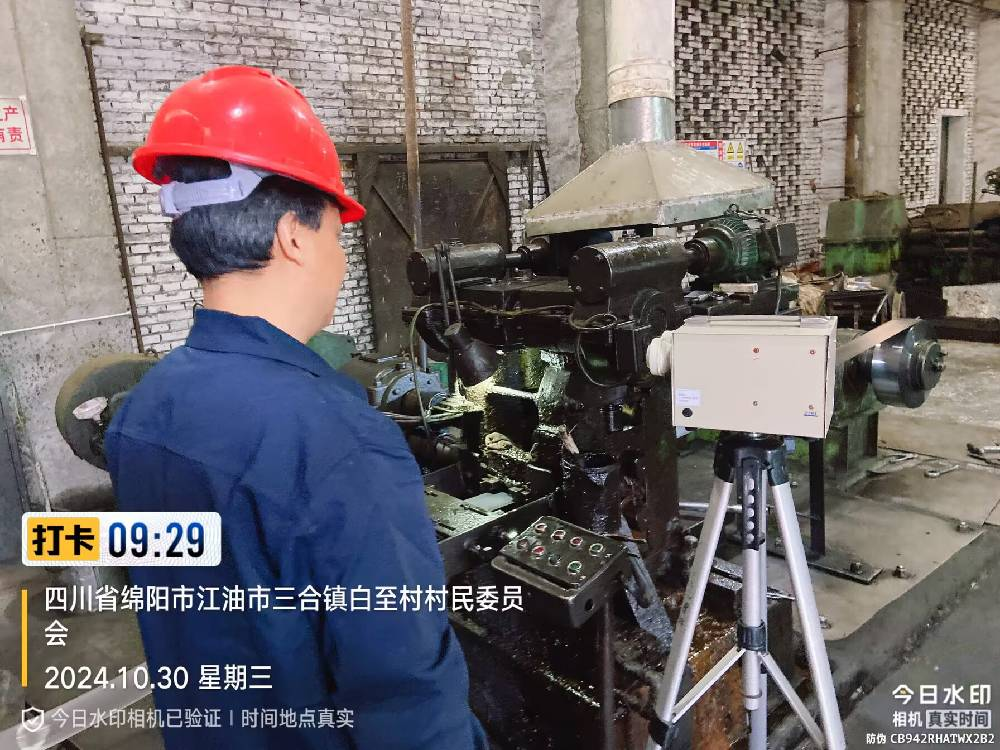 产
有责
打卡 09:29
四川省绵阳市江油市三合镇白至村村民委员
会
2024.10.30 星期三
今日水印相机已验证 | 时间地点真实
今日水印
相机 真实时间
防伪 CB942RHATWX2B2